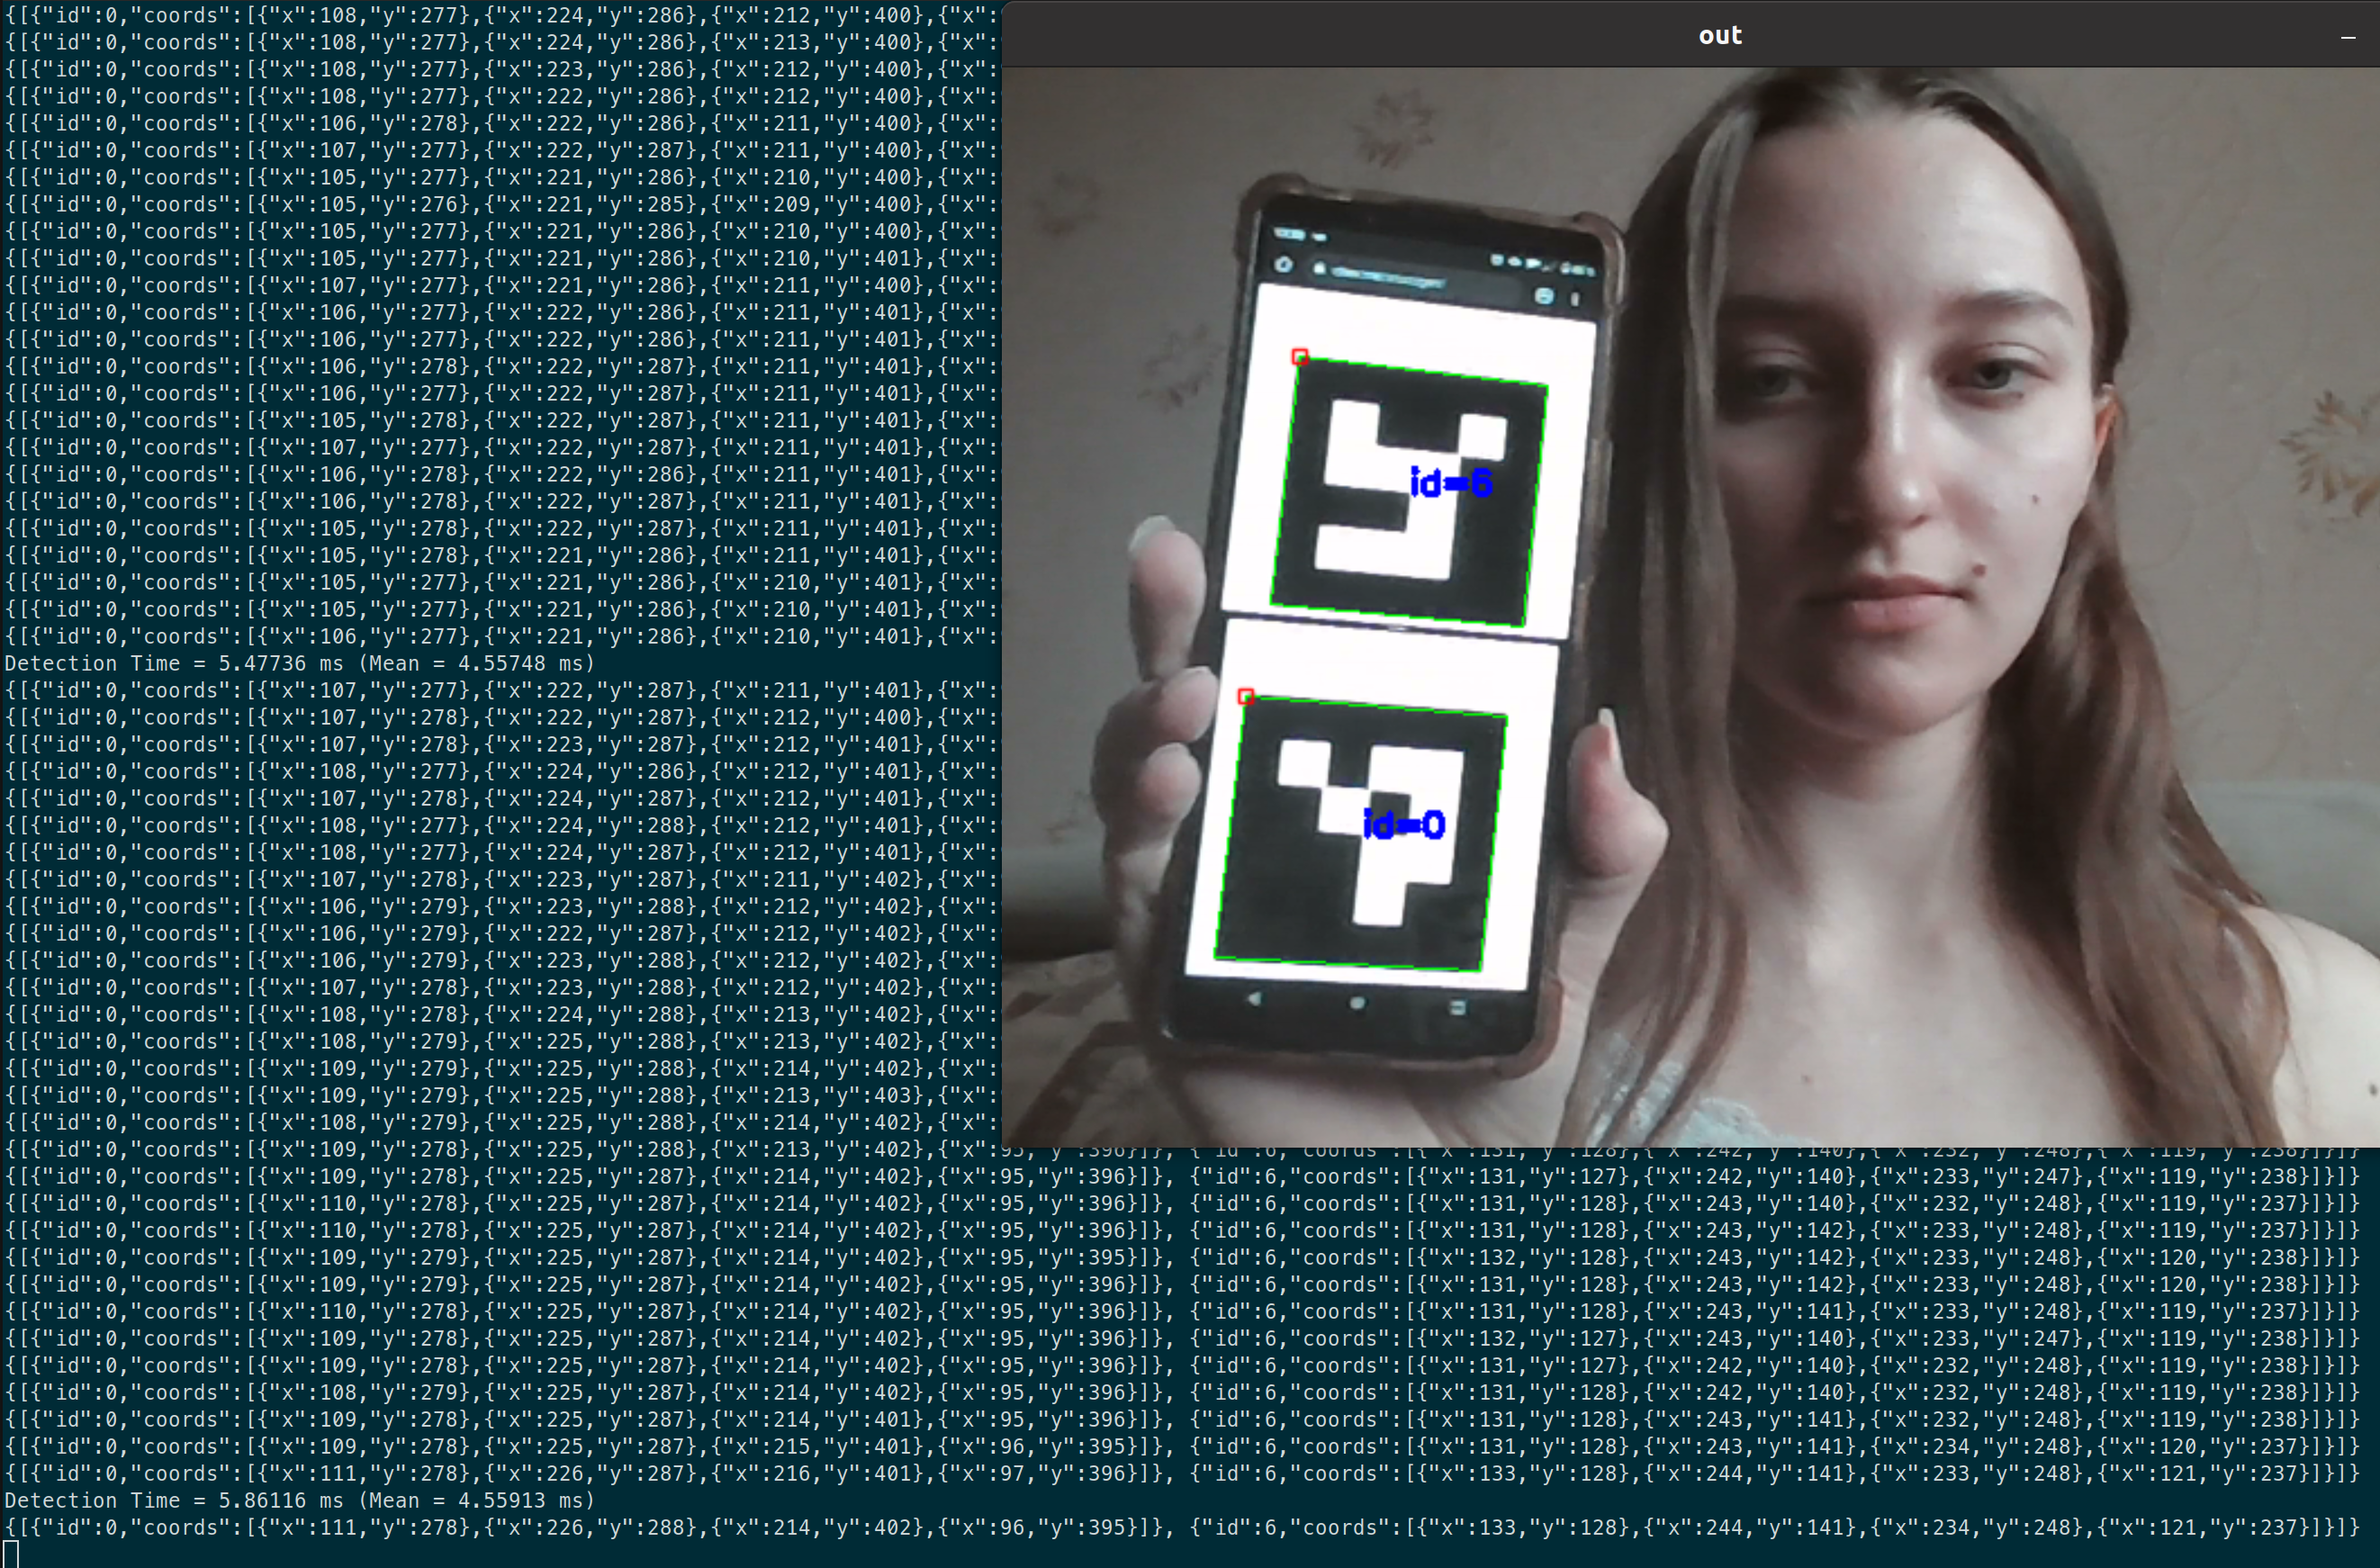 {[{"id":0,"coords":[{"x":108,"y":277},{"x":224,"y":286},{"x":212,"y":400},{"x":
{[{"id":0,"coords":[{"x":108,"y":277},{"x":224,"y":286},{"x":213,"y":400},{"x":
{[{"id":0,"coords":[{"x":108,"y":277},{"x":223,"y":286},{"x":212,"y":400},{"x":
{[{"id":0,"coords":[{"x":108,"y":277},{"x":222,"y":286},{"x":212,"y":400},{"x":
{[{"id":0,"coords":[{"x":106,"y":278},{"x":222,"y":286},{"x":211,"y":400},{"x":
{[{"id":0,"coords":[{"x":107,"y":277},{"x":222,"y":287},{"x":211,"y":400},{"x":
{[{"id":0,"coords":[{"x":105,"y":277},{"x":221,"y":286},{"x":210,"y":400},{"x":
{[{"id":0,"coords":[{"x":105,"y":276},{"x":221,"y":285},{"x":209,"y":400},{"x":
{[{"id":0,"coords":[{"x":105,"y":277},{"x":221,"y":286},{"x":210,"y":400},{"x":
{[{"id":0,"coords":[{"x":105,"y":277},{"x":221,"y":286},{"x":210,"y":401},{"x":
{[{"id":0,"coords":[{"x":107,"y":277},{"x":221,"y":286},{"x":211,"y":400},{"x":
{[{"id":0,"coords":[{"x":106,"y":277},{"x":222,"y":286},{"x":211,"y":401},{"x":
{[{"id":0,"coords":[{"x":106,"y":277},{"x":222,"y":286},{"x":211,"y":401},{"x":
{[{"id":0,"coords":[{"x":106,"y":278},{"x":222,"y":287},{"x":211,"y":401},{"x":
{[{"id":0,"coords":[{"x":106,"y":277},{"x":222,"y":286},{"x":211,"y":401},{"x":
{[{"id":0,"coords":[{"x":105,"y":278},{"x":222,"y":287},{"x":211,"y":401},{"x":
{[{"id":0,"coords":[{"x":107,"y":277},{"x":222,"y":287},{"x":211,"y":401},{"x":
{[{"id":0,"coords":[{"x":106,"y":278},{"x":222,"y":286},{"x":211,"y":401},{"x":
{[{"id":0,"coords":[{"x":106,"y":278},{"x":222,"y":286},{"x":211,"y":401},{"x":
{[{"id":0,"coords":[{"x":105,"y":278},{"x":222,"y":286},{"x":211,"y":401},{"x":
{[{"id":0,"coords":[{"x":105,"y":278},{"x":221,"y":286},{"x":211,"y":401},{"x":
{[{"id":0,"coords":[{"x":105,"y":277},{"x":221,"y":286},{"x":210,"y":401},{"x":
{[{"id":0,"coords":[{"x":105,"y":277},{"x":221,"y":286},{"x":210,"y":401},{"x":
{[{"id":0,"coords":[{"x":106,"y":277},{"x":221,"y":286},{"x":210,"y":401},{"x":
Detection Time = 5.47736 ms (Mean = 4.55748 ms)
{[{"id":0,"coords":[{"x":107,"y":277},{"x":222,"y":287},{"x":211,"y":401},{"x":
{[{"id":0,"coords":[{"x":107,"y":278},{"x":222,"y":287},{"x":212,"y":400},{"x":
{[{"id":0,"coords":[{"x":107,"y":278},{"x":223,"y":287},{"x":212,"y":401},{"x":
{[{"id":0,"coords":[{"x":108,"y":277},{"x":224,"y":286},{"x":212,"y":401},{"x":
{[{"id":0,"coords":[{"x":107,"y":278},{"x":224,"y":287},{"x":212,"y":401},{"x":
{[{"id":0,"coords":[{"x":108,"y":277},{"x":224,"y":288},{"x":212,"y":401},{"x":
{[{"id":0,"coords":[{"x":108,"y":277},{"x":224,"y":287},{"x":212,"y":401},{"x":
{[{"id":0,"coords":[{"x":107,"y":278},{"x":223,"y":287},{"x":211,"y":402},{"x":
{[{"id":0,"coords":[{"x":106,"y":279},{"x":223,"y":288},{"x":212,"y":402},{"x":
{[{"id":0,"coords":[{"x":106,"y":279},{"x":222,"y":287},{"x":212,"y":402},{"x":
{[{"id":0,"coords":[{"x":106,"y":279},{"x":223,"y":288},{"x":212,"y":402},{"x":
{[{"id":0,"coords":[{"x":107,"y":278},{"x":223,"y":288},{"x":212,"y":402},{"x":
{[{"id":0,"coords":[{"x":108,"y":278},{"x":224,"y":288},{"x":213,"y":402},{"x":
{[{"id":0,"coords":[{"x":108,"y":279},{"x":225,"y":288},{"x":213,"y":402},{"x":
{[{"id":0,"coords":[{"x":109,"y":279},{"x":225,"y":288},{"x":214,"y":402},{"x":
{[{"id":0,"coords":[{"x":109,"y":279},{"x":225,"y":288},{"x":213,"y":403},{"x":
{[{"id":0,"coords":[{"x":108,"y":279},{"x":225,"y":288},{"x":214,"y":402},{"x":
{[{"id":0,"coords":[{"x":109,"y":278},{"x":225,"y":288},{"x":213,"y":402},{"x":95,"y":396}]}, {"id":6,"coords":[{"x":131,"y":128},{"x":242,"y":140},{"x":232,"y":248},{"x":119,"y":238}]}]}
{[{"id":0,"coords":[{"x":109,"y":279},{"x":225,"y":287},{"x":214,"y":402},{"x":95,"y":396}]}, {"id":6,"coords":[{"x":131,"y":127},{"x":242,"y":140},{"x":233,"y":247},{"x":119,"y":238}]}]}
{[{"id":0,"coords":[{"x":110,"y":278},{"x":225,"y":287},{"x":214,"y":402},{"x":95,"y":396}]}, {"id":6,"coords":[{"x":131,"y":128},{"x":243,"y":140},{"x":233,"y":248},{"x":119,"y":237}]}]}
{[{"id":0,"coords":[{"x":110,"y":278},{"x":225,"y":287},{"x":214,"y":402},{"x":95,"y":396}]}, {"id":6,"coords":[{"x":131,"y":128},{"x":243,"y":142},{"x":233,"y":248},{"x":119,"y":237}]}]}
{[{"id":0,"coords":[{"x":109,"y":279},{"x":225,"y":287},{"x":214,"y":402},{"x":95,"y":395}]}, {"id":6,"coords":[{"x":132,"y":128},{"x":243,"y":142},{"x":233,"y":248},{"x":120,"y":238}]}]}
{[{"id":0,"coords":[{"x":109,"y":279},{"x":225,"y":287},{"x":214,"y":402},{"x":95,"y":396}]}, {"id":6,"coords":[{"x":131,"y":128},{"x":243,"y":142},{"x":233,"y":248},{"x":120,"y":238}]}]}
{[{"id":0,"coords":[{"x":110,"y":278},{"x":225,"y":287},{"x":214,"y":402},{"x":95,"y":396}]}, {"id":6,"coords":[{"x":131,"y":128},{"x":243,"y":141},{"x":233,"y":248},{"x":119,"y":237}]}]}
{[{"id":0,"coords":[{"x":109,"y":278},{"x":225,"y":287},{"x":214,"y":402},{"x":95,"y":396}]}, {"id":6,"coords":[{"x":132,"y":127},{"x":243,"y":140},{"x":233,"y":247},{"x":119,"y":238}]}]}
{[{"id":0,"coords":[{"x":109,"y":278},{"x":225,"y":287},{"x":214,"y":402},{"x":95,"y":396}]}, {"id":6,"coords":[{"x":131,"y":127},{"x":242,"y":140},{"x":232,"y":248},{"x":119,"y":238}]}]}
{[{"id":0,"coords":[{"x":108,"y":279},{"x":225,"y":287},{"x":214,"y":402},{"x":95,"y":396}]}, {"id":6,"coords":[{"x":131,"y":128},{"x":242,"y":140},{"x":232,"y":248},{"x":119,"y":238}]}]}
{[{"id":0,"coords":[{"x":109,"y":278},{"x":225,"y":287},{"x":214,"y":401},{"x":95,"y":396}]}, {"id":6,"coords":[{"x":131,"y":128},{"x":243,"y":141},{"x":232,"y":248},{"x":119,"y":238}]}]}
{[{"id":0,"coords":[{"x":109,"y":278},{"x":225,"y":287},{"x":215,"y":401},{"x":96,"y":395}]}, {"id":6,"coords":[{"x":131,"y":128},{"x":243,"y":141},{"x":234,"y":248},{"x":120,"y":237}]}]}
{[{"id":0,"coords":[{"x":111,"y":278},{"x":226,"y":287},{"x":216,"y":401},{"x":97,"y":396}]}, {"id":6,"coords":[{"x":133,"y":128},{"x":244,"y":141},{"x":233,"y":248},{"x":121,"y":237}]}]}
Detection Time = 5.86116 ms (Mean = 4.55913 ms)
{[{"id":0,"coords":[{"x":111,"y":278},{"x":226,"y":288},{"x":214,"y":402},{"x":96,"y":395}]}, {"id":6,"coords":[{"x":133,"y":128},{"x":244,"y":141},{"x":234,"y":248},{"x":121,"y":237}]}]}
out
id=6
id=0